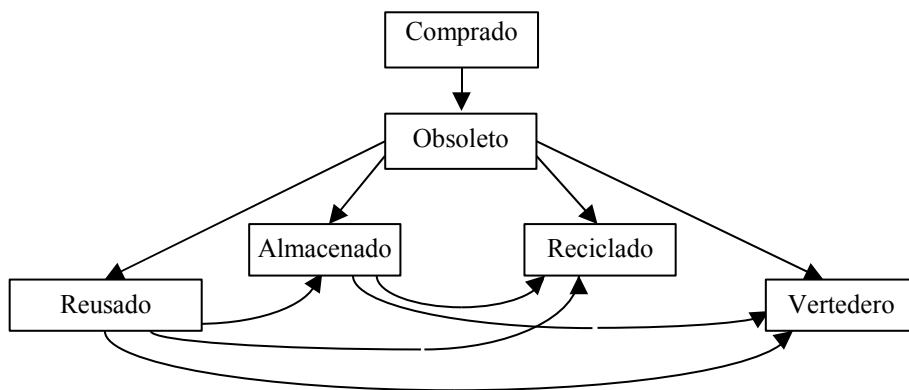 Comprado
Obsoleto
Almacenado
Reciclado
Reusado
Vertedero